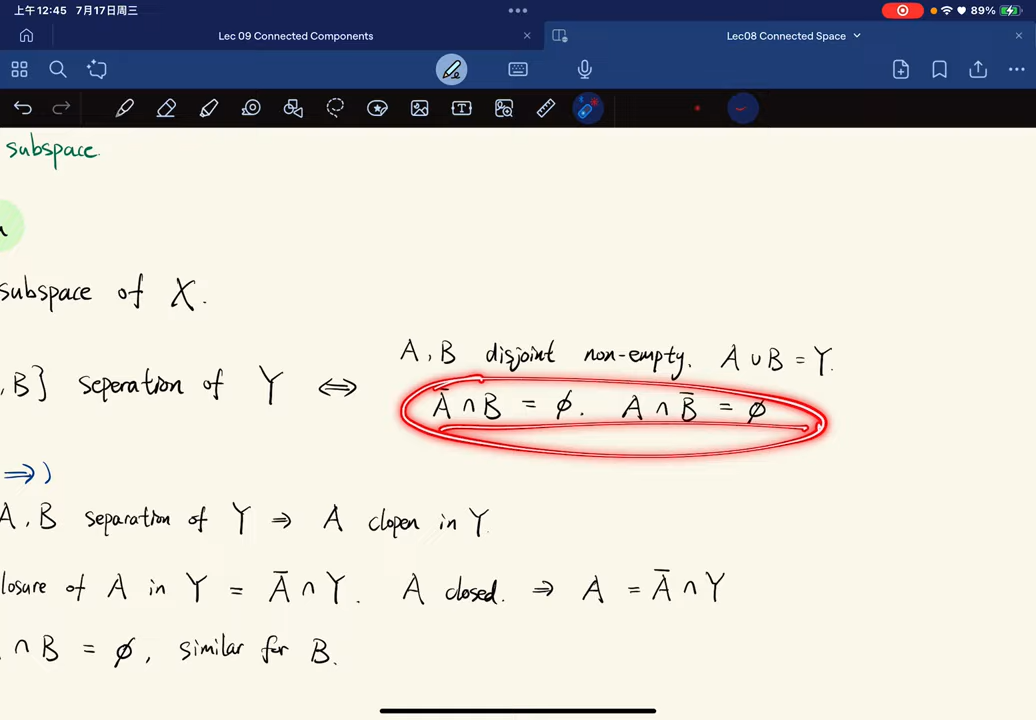 上午12:45 7月17日周三
89%
Lec 09 Connected Components
Lec08 Connected Space
subspace.
subspace of X.
A, B disjoint non-empty. A ∪ B = Y.
, B} seperation of Y ⇔
Ā ∩ B = ∅. A ∩ B̄ = ∅
⇒)
A, B separation of Y ⇒ A clopen in Y.
losure of A in Y = Ā ∩ Y. A closed. ⇒ A = Ā ∩ Y
∩ B = ∅, similar for B.